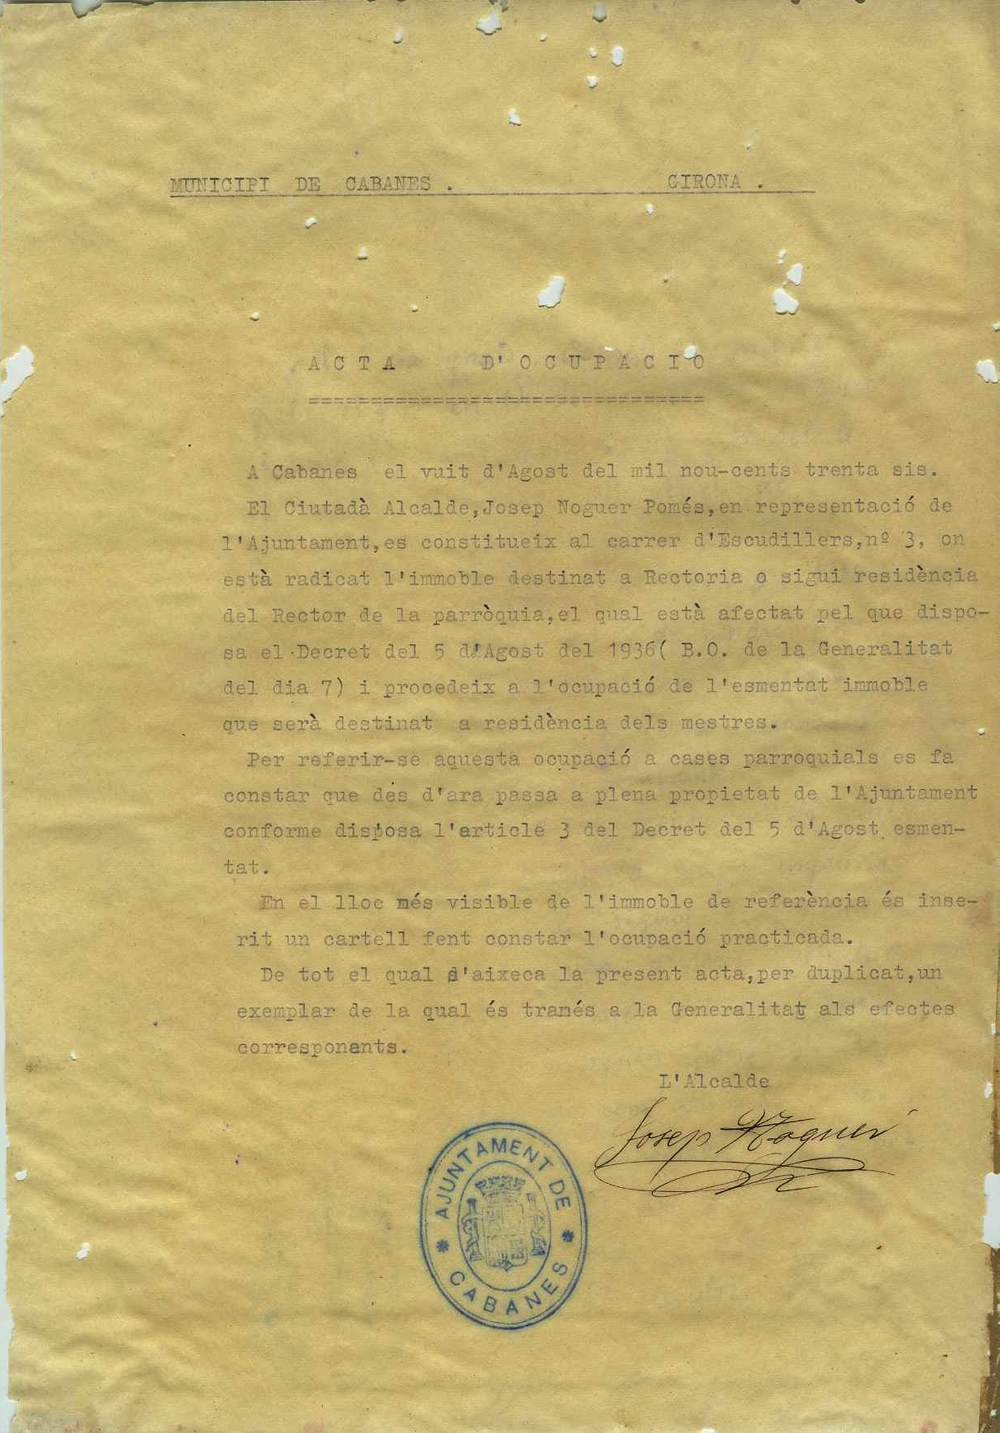 MUNICIPI DE CABANES . GIRONA .
ACTA D'OCUPACIO
=================================
A Cabanes el vuit d'Agost del mil nou-cents trenta sis.
El Ciutadà Alcalde,Josep Noguer Pomés,en representació de
l'Ajuntament,es constitueix al carrer d'Escudillers,nº 3, on
està radicat l'immoble destinat a Rectoria o sigui residència
del Rector de la parròquia,el qual està afectat pel que dispo-
sa el Decret del 5 d'Agost del 1936( B.O. de la Generalitat
del dia 7) i procedeix a l'ocupació de l'esmentat immoble
que serà destinat a residència dels mestres.
Per referir-se aquesta ocupació a cases parroquials es fa
constar que des d'ara passa a plena propietat de l'Ajuntament
conforme disposa l'article 3 del Decret del 5 d'Agost esmen-
tat.
En el lloc més visible de l'immoble de referència és inse-
rit un cartell fent constar l'ocupació practicada.
De tot el qual s'aixeca la present acta,per duplicat,un
exemplar de la qual és tramés a la Generalitat als efectes
corresponents.
L'Alcalde
Josep Noguer
AJUNTAMENT DE
CABANES